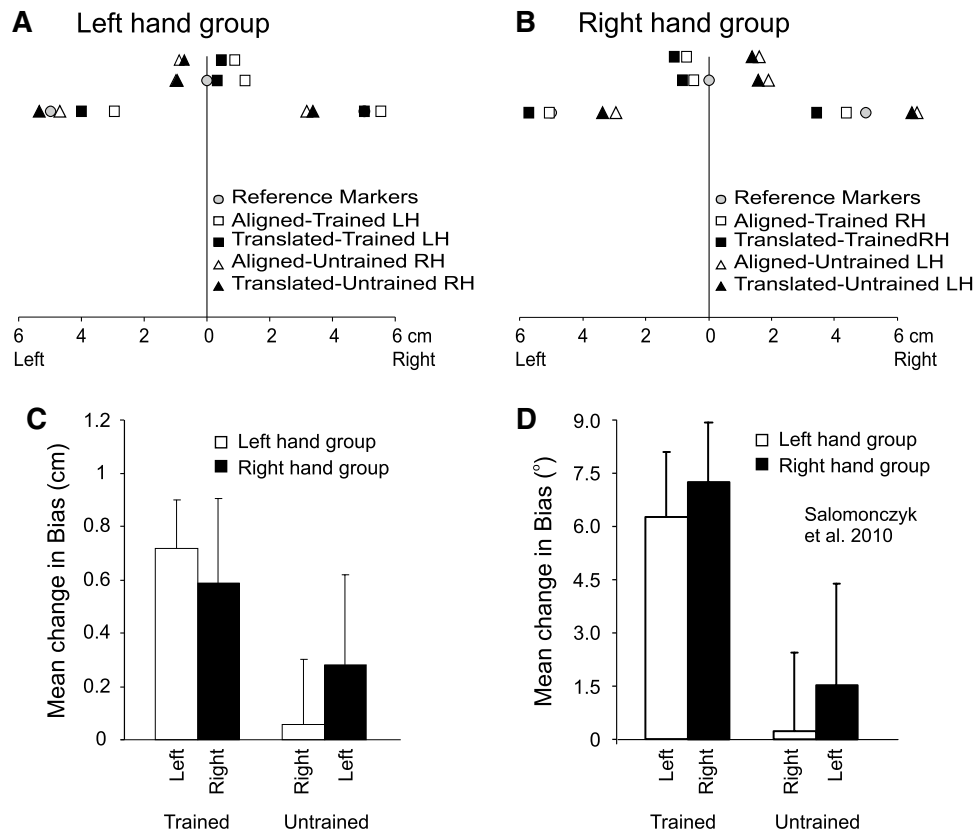 A Left hand group
Reference Markers
Aligned-Trained LH
Translated-Trained LH
Aligned-Untrained RH
Translated-Untrained RH
6 4 2 0 2 4 6 cm
Left Right
B Right hand group
Reference Markers
Aligned-Trained RH
Translated-TrainedRH
Aligned-Untrained LH
Translated-Untrained LH
6 4 2 0 2 4 6 cm
Left Right
C
Mean change in Bias (cm)
1.2
1
0.8
0.6
0.4
0.2
0
Left hand group
Right hand group
Left
Right
Right
Left
Trained Untrained
D
Mean change in Bias (°)
9.0
7.5
6.0
4.5
3.0
1.5
0
Left hand group
Right hand group
Salomonczyk
et al. 2010
Left
Right
Right
Left
Trained Untrained